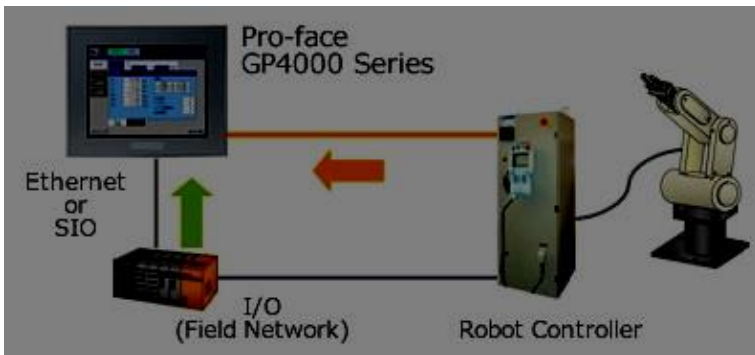 Pro-face
GP4000 Series
Ethernet
or
SIO
I/O
(Field Network)
Robot Controller